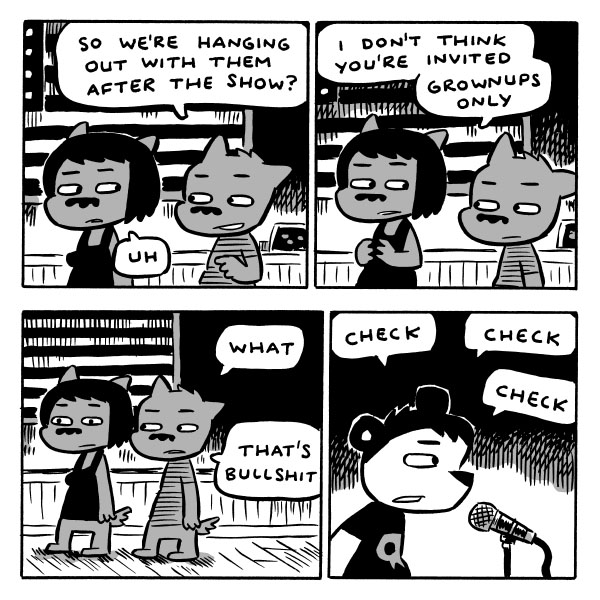 SO WE'RE HANGING
OUT WITH THEM
AFTER THE SHOW?
UH
I DON'T THINK
YOU'RE INVITED
GROWNUPS
ONLY
WHAT
THAT'S
BULLSHIT
CHECK
CHECK
CHECK